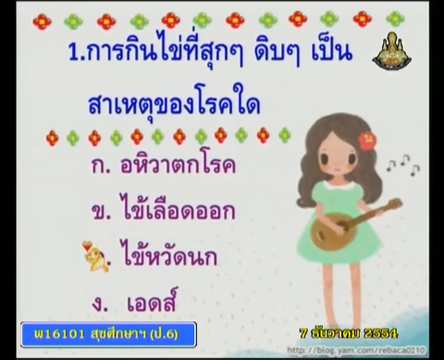 1.การกินไข่ที่สุกๆ ดิบๆ เป็น
สาเหตุของโรคใด
ก. อหิวาตกโรค
ข. ไข้เลือดออก
. ไข้หวัดนก
ง. เอดส์
พ16101 สุขศึกษาฯ (ป.6)
7 ธันวาคม 2554
http://blog.yam.com/rebaca0210